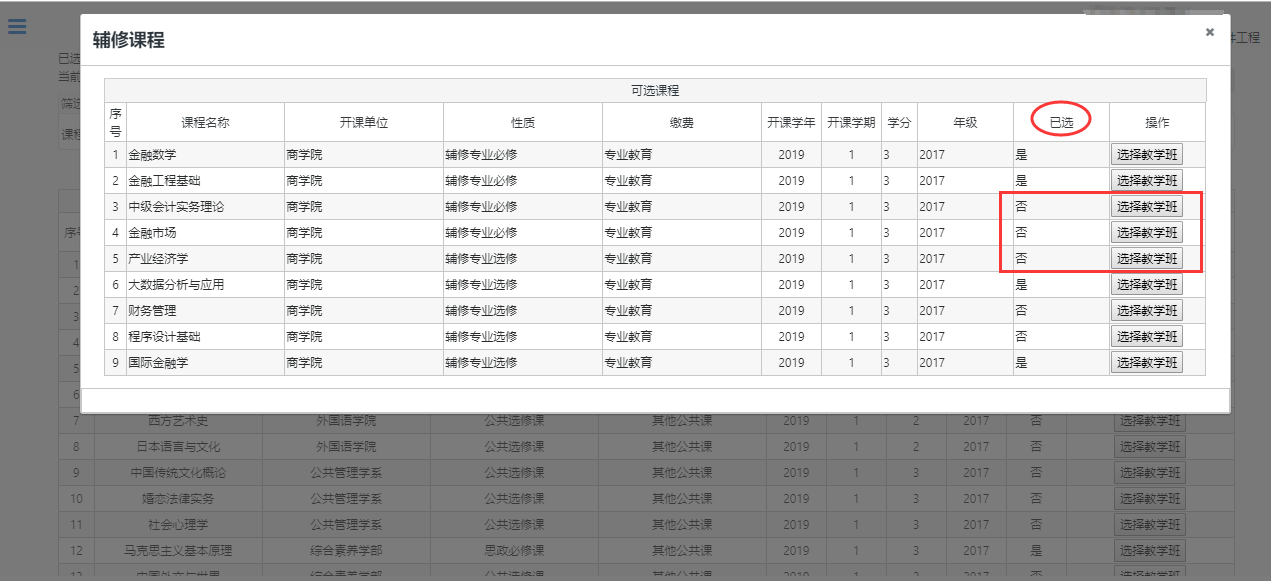 件工程
辅修课程 ×
已选
当前
筛选
课程
可选课程
序号 课程名称 开课单位 性质 缴费 开课学年 开课学期 学分 年级 已选 操作
1 金融数学 商学院 辅修专业必修 专业教育 2019 1 3 2017 是 选择教学班
2 金融工程基础 商学院 辅修专业必修 专业教育 2019 1 3 2017 是 选择教学班
3 中级会计实务理论 商学院 辅修专业必修 专业教育 2019 1 3 2017 否 选择教学班
4 金融市场 商学院 辅修专业必修 专业教育 2019 1 3 2017 否 选择教学班
5 产业经济学 商学院 辅修专业选修 专业教育 2019 1 3 2017 否 选择教学班
6 大数据分析与应用 商学院 辅修专业选修 专业教育 2019 1 3 2017 是 选择教学班
7 财务管理 商学院 辅修专业选修 专业教育 2019 1 3 2017 否 选择教学班
8 程序设计基础 商学院 辅修专业选修 专业教育 2019 1 3 2017 否 选择教学班
9 国际金融学 商学院 辅修专业选修 专业教育 2019 1 3 2017 是 选择教学班
序号
1
2
3
4
5
6
7 西方艺术史 外国语学院 公共选修课 其他公共课 2019 1 2 2017 否 选择教学班
8 日本语言与文化 外国语学院 公共选修课 其他公共课 2019 1 2 2017 否 选择教学班
9 中国传统文化概论 公共管理学系 公共选修课 其他公共课 2019 1 3 2017 否 选择教学班
10 婚恋法律实务 公共管理学系 公共选修课 其他公共课 2019 1 3 2017 否 选择教学班
11 社会心理学 公共管理学系 公共选修课 其他公共课 2019 1 3 2017 否 选择教学班
12 马克思主义基本原理 综合素养学部 思政必修课 其他公共课 2019 1 3 2017 是 选择教学班